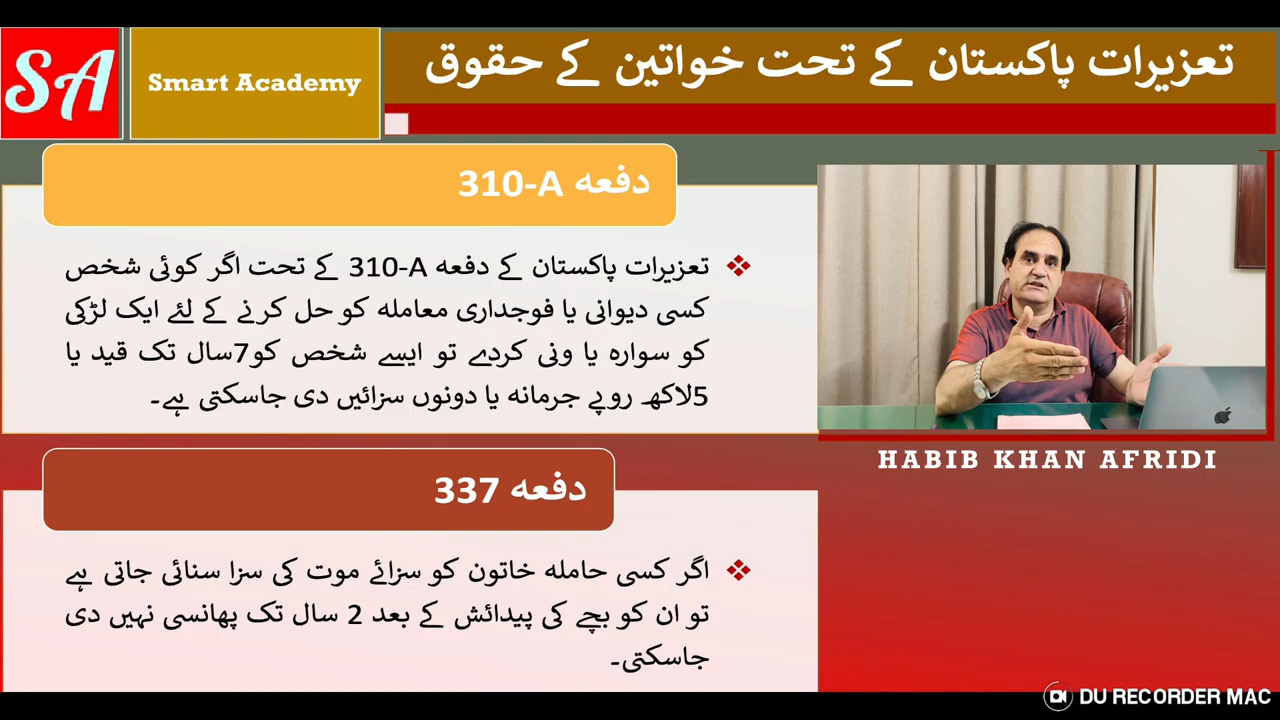 SA
Smart Academy
تعزیرات پاکستان کے تحت خواتین کے حقوق
دفعہ 310-A
تعزیرات پاکستان کے دفعہ 310-A کے تحت اگر کوئی شخص
کسی دیوانی یا فوجداری معاملہ کو حل کرنے کے لئے ایک لڑکی
کو سوارہ یا ونی کردے تو ایسے شخص کو7سال تک قید یا
5لاکھ روپے جرمانہ یا دونوں سزائیں دی جاسکتی ہے۔
HABIB KHAN AFRIDI
دفعہ 337
اگر کسی حاملہ خاتون کو سزائے موت کی سزا سنائی جاتی ہے
تو ان کو بچے کی پیدائش کے بعد 2 سال تک پھانسی نہیں دی
جاسکتی۔
DU RECORDER MAC